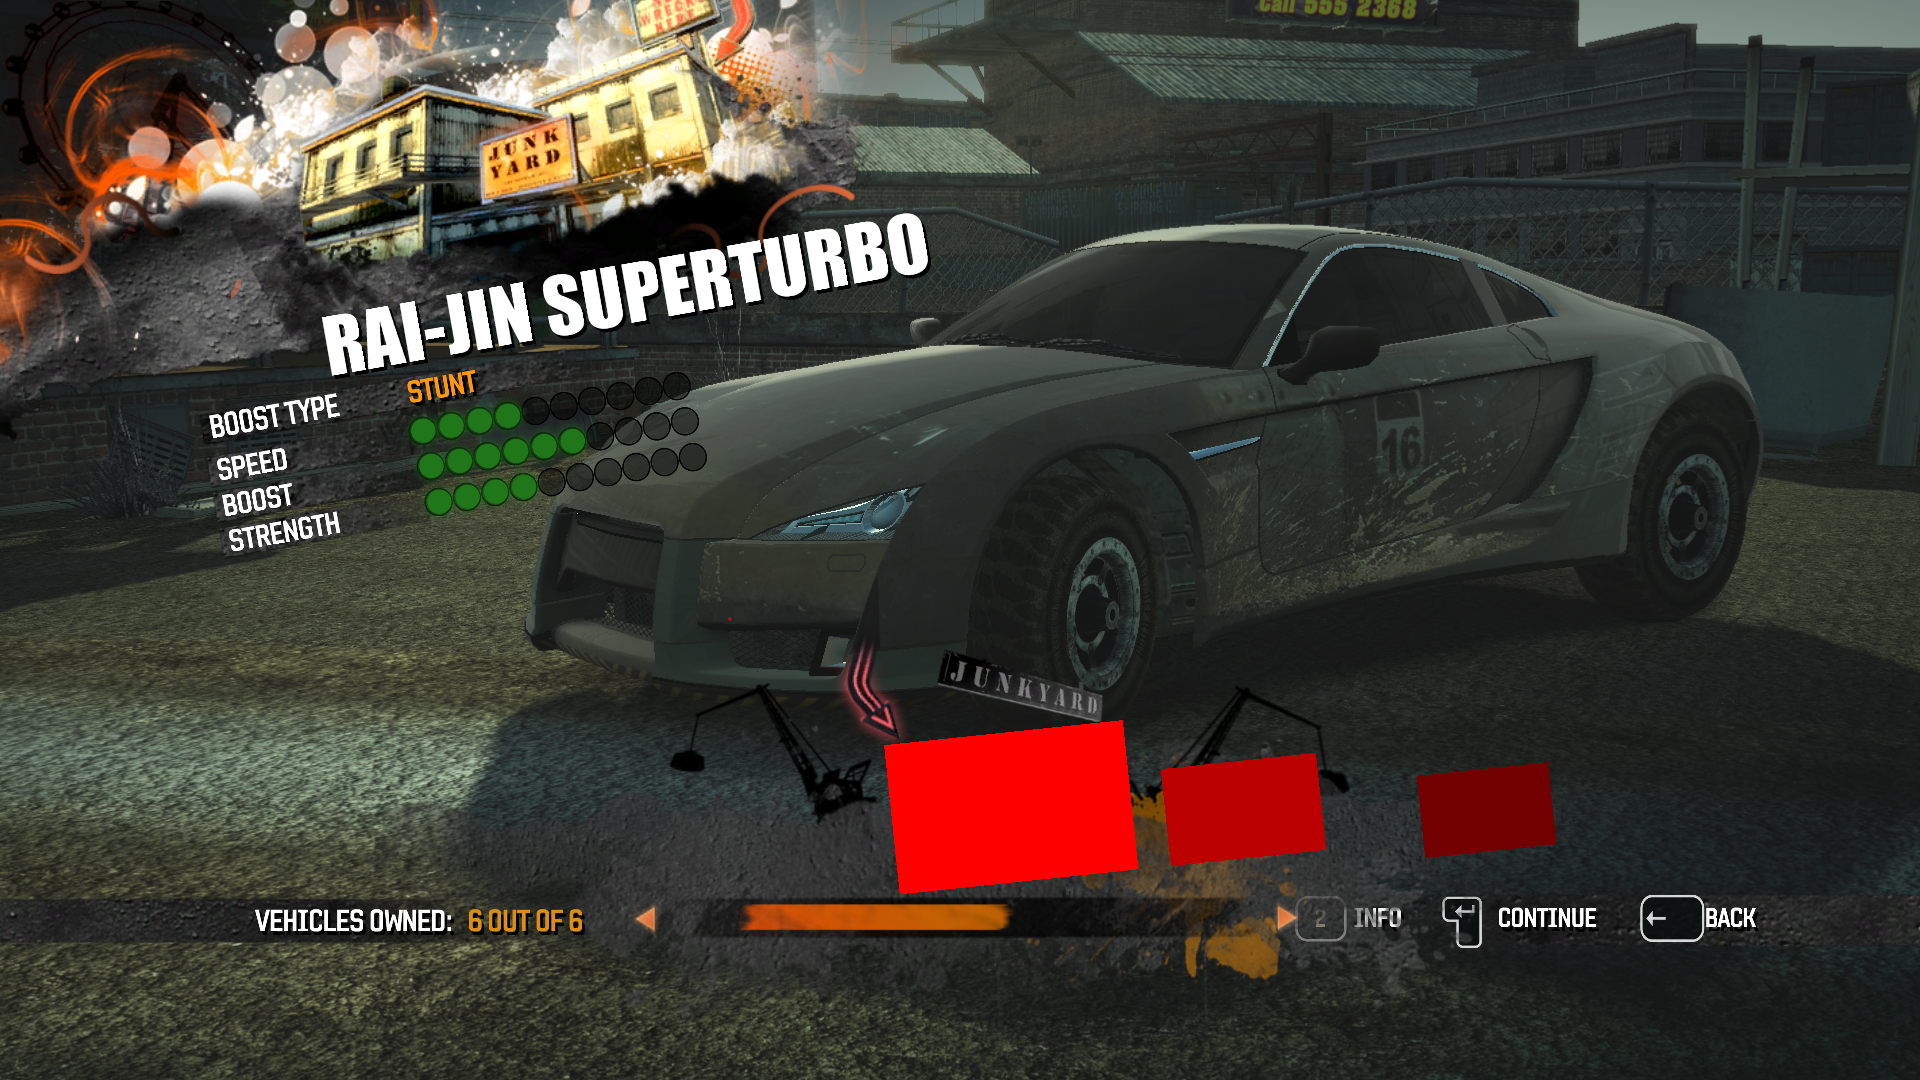 Call 555 2368
JUNK
YARD
RAI-JIN SUPERTURBO
BOOST TYPE STUNT
SPEED
BOOST
STRENGTH
16
JUNKYARD
VEHICLES OWNED: 6 OUT OF 6
2 INFO
CONTINUE
BACK